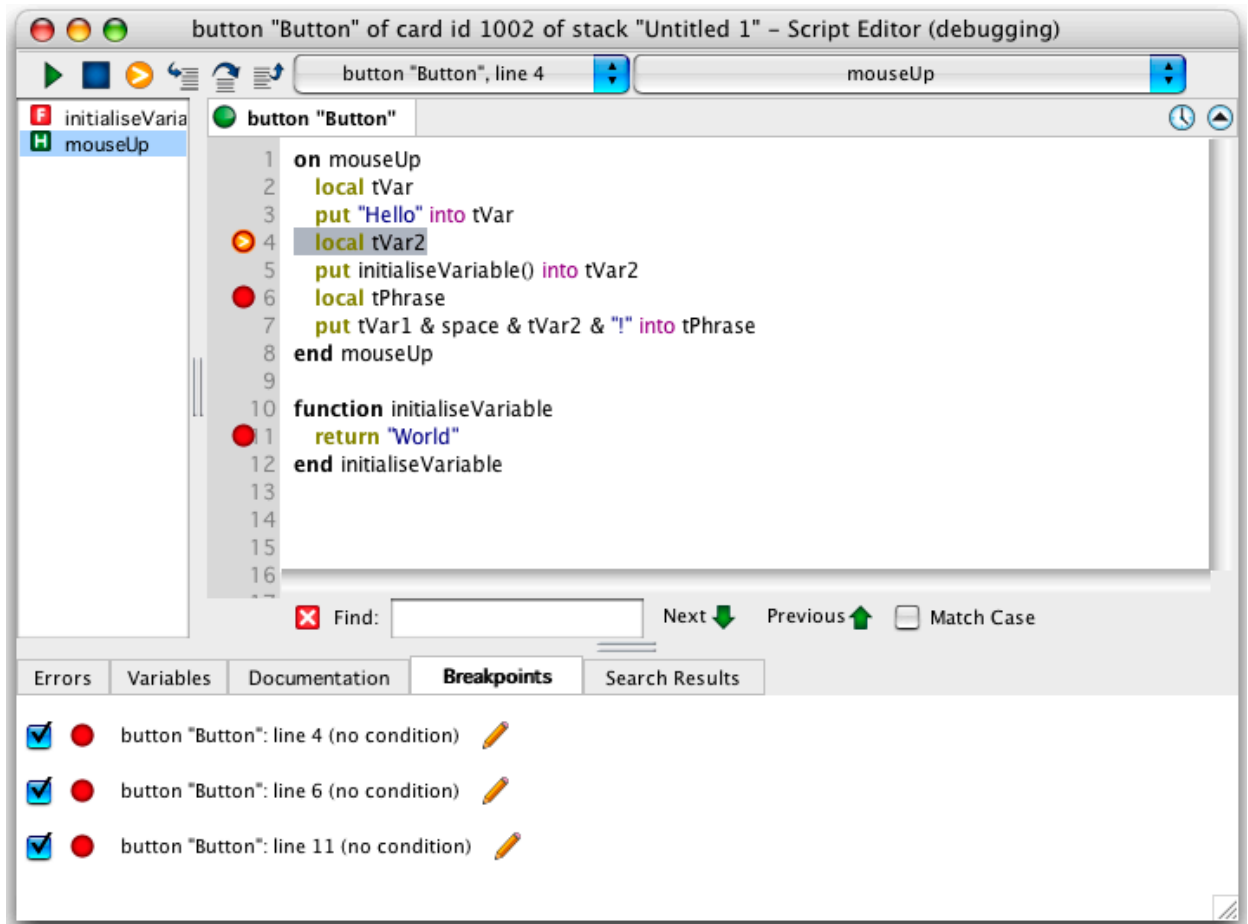 button "Button" of card id 1002 of stack "Untitled 1" – Script Editor (debugging)
button "Button", line 4
mouseUp
F initialiseVaria
H mouseUp
button "Button"
1 on mouseUp
2 local tVar
3 put "Hello" into tVar
4 local tVar2
5 put initialiseVariable() into tVar2
6 local tPhrase
7 put tVar1 & space & tVar2 & "!" into tPhrase
8 end mouseUp
9
10 function initialiseVariable
11 return "World"
12 end initialiseVariable
13
14
15
16
Find: Next Previous Match Case
Errors Variables Documentation Breakpoints Search Results
button "Button": line 4 (no condition)
button "Button": line 6 (no condition)
button "Button": line 11 (no condition)